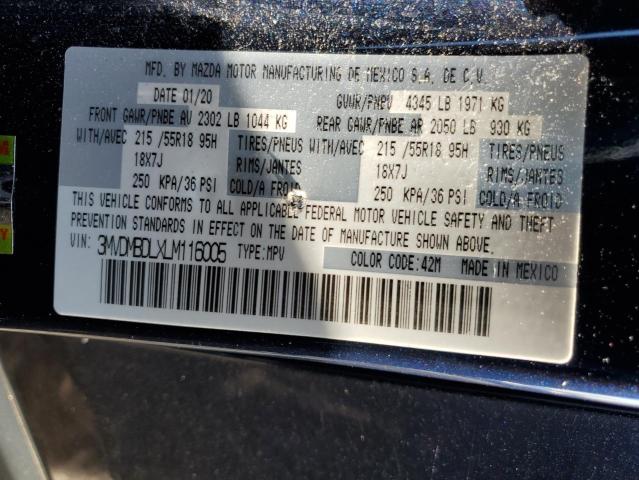 MFD. BY MAZDA MOTOR MANUFACTURING DE MEXICO S.A. DE C.V.
DATE 01/20 GVWR/PNBV 4345 LB 1971 KG
FRONT GAWR/PNBE AV 2302 LB 1044 KG REAR GAWR/PNBE AR 2050 LB 930 KG
WITH/AVEC 215 /55R18 95H TIRES/PNEUS WITH/AVEC 215 /55R18 95H TIRES/PNEUS
18X7J RIMS/JANTES 18X7J RIMS/JANTES
250 KPA/36 PSI COLD/A FROID 250 KPA/36 PSI COLD/A FROID
THIS VEHICLE CONFORMS TO ALL APPLICABLE FEDERAL MOTOR VEHICLE SAFETY AND THEFT
PREVENTION STANDARDS IN EFFECT ON THE DATE OF MANUFACTURE SHOWN ABOVE.
VIN: 3MVDMBDLXLM116005 TYPE:MPV COLOR CODE:42M MADE IN MEXICO